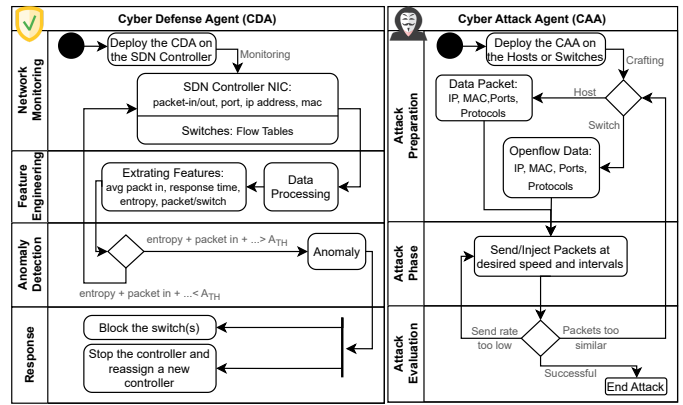 Cyber Defense Agent (CDA)
Network
Monitoring
Deploy the CDA on
the SDN Controller
Monitoring
SDN Controller NIC:
packet-in/out, port, ip address, mac
Switches: Flow Tables
Feature
Engineering
Extrating Features:
avg packt in, response time,
entropy, packet/switch
Data
Processing
Anomaly
Detection
entropy + packet in + ...> ATH
Anomaly
entropy + packet in + ...< ATH
Response
Block the switch(s)
Stop the controller and
reassign a new
controller
Cyber Attack Agent (CAA)
Attack
Preparation
Deploy the CAA on
the Hosts or Switches
Crafting
Data Packet:
IP, MAC,Ports,
Protocols
Host
Switch
Openflow Data:
IP, MAC, Ports,
Protocols
Attack
Phase
Send/Inject Packets at
desired speed and intervals
Attack
Evaluation
Send rate
too low
Packets too
similar
Successful
End Attack